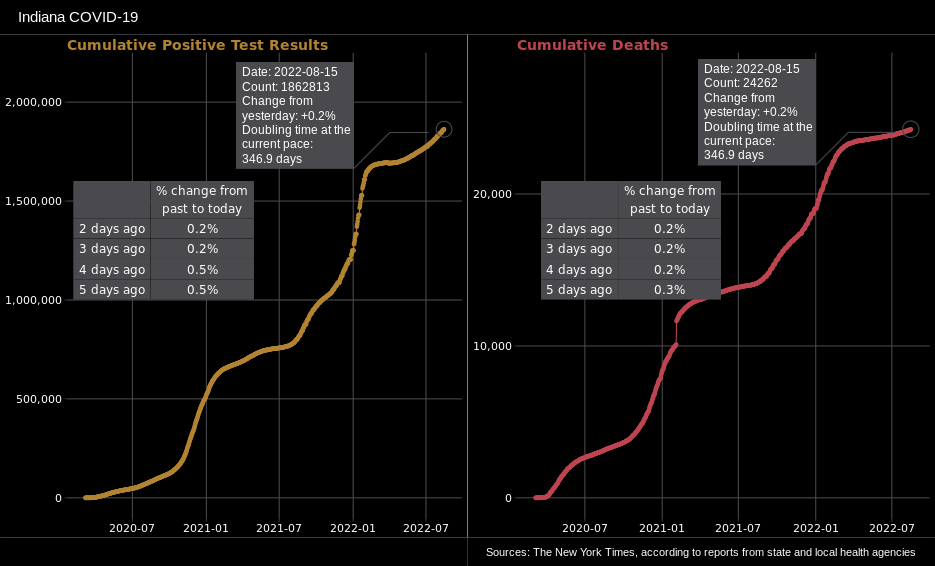 Indiana COVID-19
Cumulative Positive Test Results
Date: 2022-08-15
Count: 1862813
Change from
yesterday: +0.2%
Doubling time at the
current pace:
346.9 days
2,000,000
1,500,000
1,000,000
500,000
0
% change from
past to today
2 days ago 0.2%
3 days ago 0.2%
4 days ago 0.5%
5 days ago 0.5%
2020-07 2021-01 2021-07 2022-01 2022-07
Cumulative Deaths
Date: 2022-08-15
Count: 24262
Change from
yesterday: +0.2%
Doubling time at the
current pace:
346.9 days
20,000
10,000
0
% change from
past to today
2 days ago 0.2%
3 days ago 0.2%
4 days ago 0.2%
5 days ago 0.3%
2020-07 2021-01 2021-07 2022-01 2022-07
Sources: The New York Times, according to reports from state and local health agencies